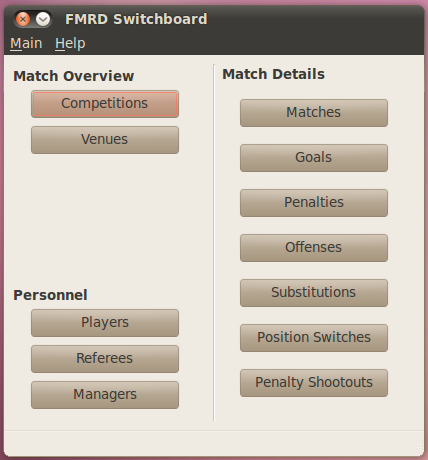 FMRD Switchboard
Main Help
Match Overview
Competitions
Venues
Personnel
Players
Referees
Managers
Match Details
Matches
Goals
Penalties
Offenses
Substitutions
Position Switches
Penalty Shootouts